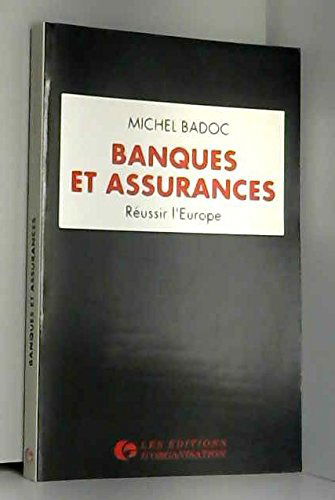 MICHEL BADOC
BANQUES
ET ASSURANCES
Réussir l'Europe
BANQUES ET ASSURANCES
LES EDITIONS
D'ORGANISATION